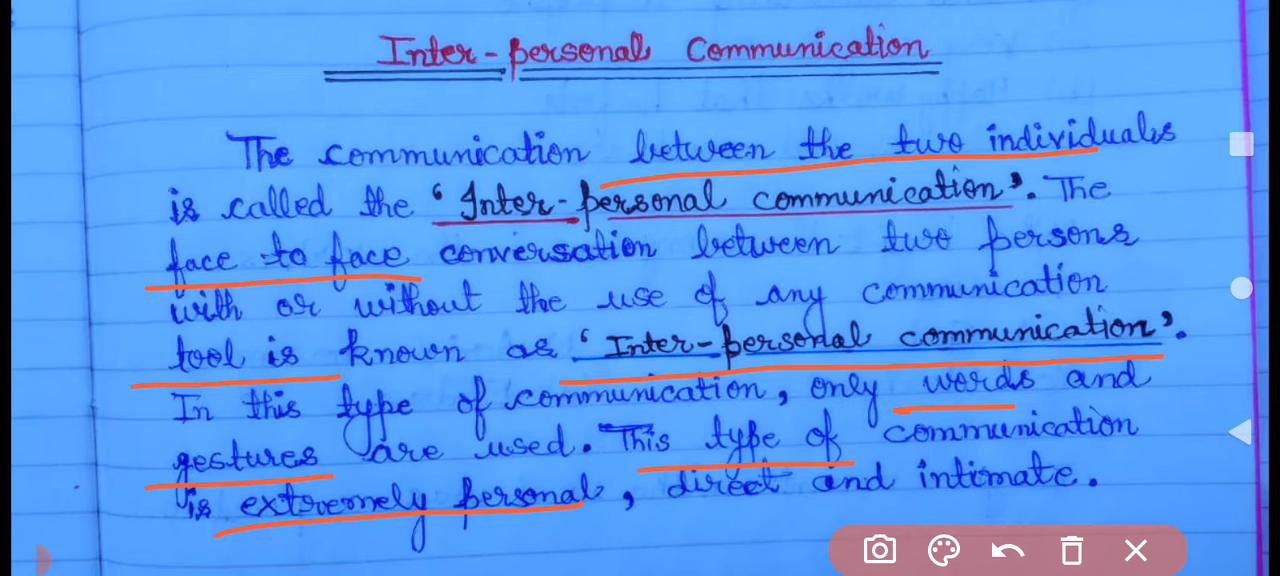 Inter-personal Communication
The communication between the two individuals
is called the 'Inter-personal communication'. The
face to face conversation between two persons
with or without the use of any communication
tool is known as 'Inter-personal communication'.
In this type of communication, only words and
gestures are used. This type of communication
is extremely personal, direct and intimate.